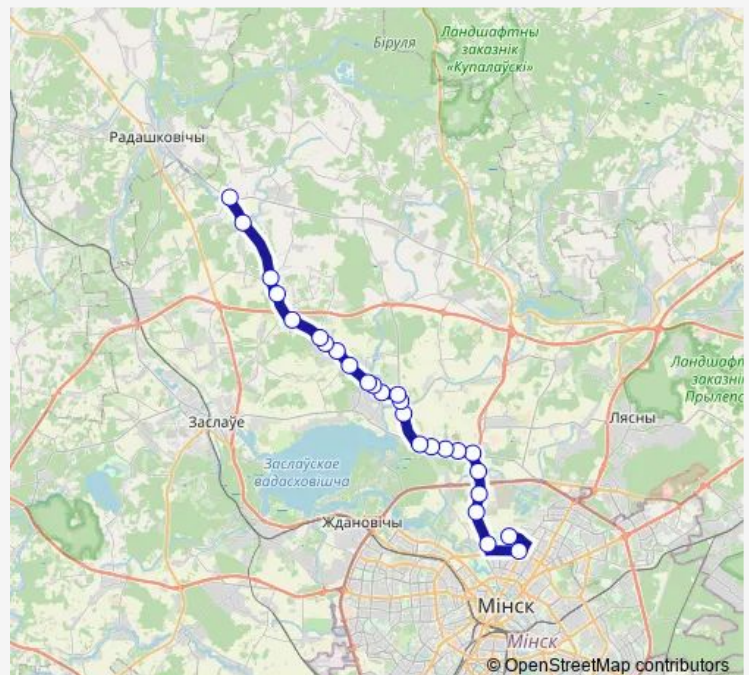 Біруля
Ландшафтны
заказнік
«Купалаўскі»
Радашковічы
Ландшафтн
заказнік
Прылепс
Лясны
Заслаўе
Заслаўскае
вадасховішча
Ждановічы
Мінск
Мінск
© OpenStreetMap contributors